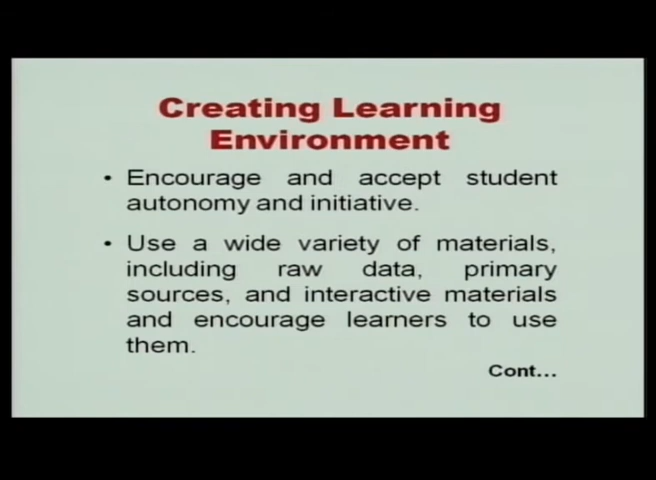 Creating Learning
Environment
• Encourage and accept student
autonomy and initiative.
• Use a wide variety of materials,
including raw data, primary
sources, and interactive materials
and encourage learners to use
them.
Cont...